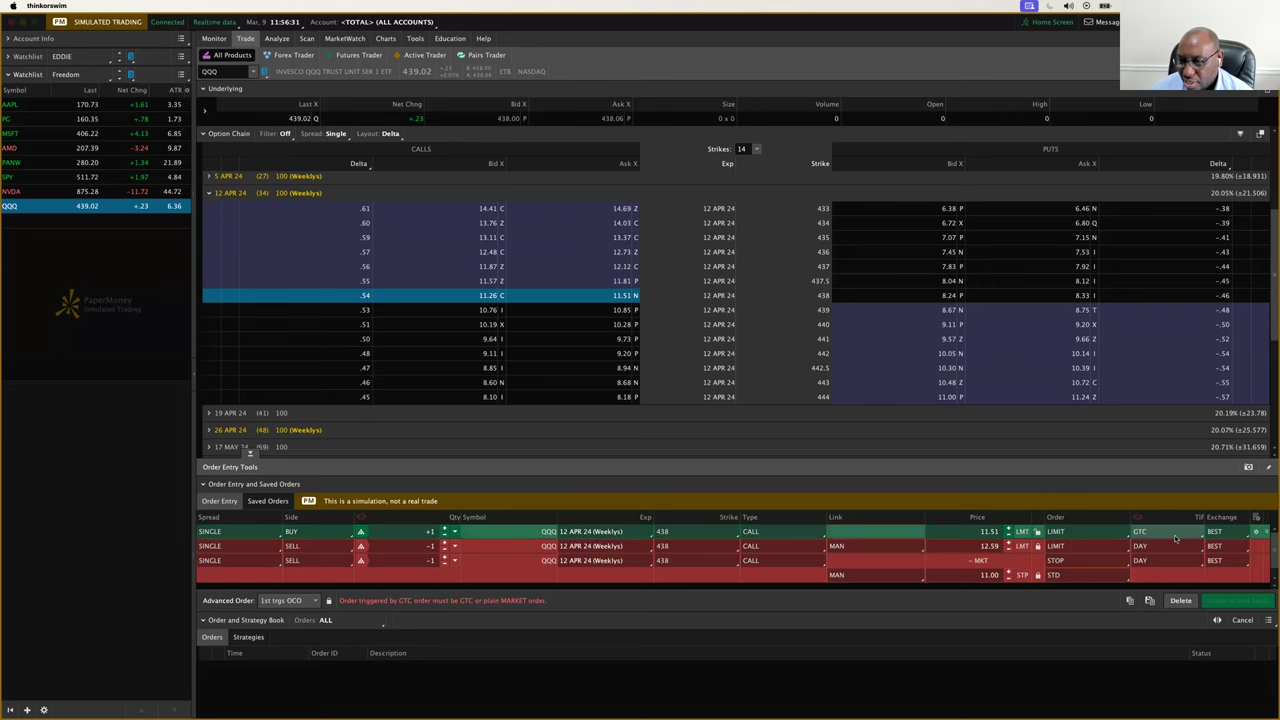 thinkorswim
PM SIMULATED TRADING Connected Realtime data Mar, 9 11:56:31 Account: <TOTAL> (ALL ACCOUNTS) Home Screen Messag
Account Info Monitor Trade Analyze Scan MarketWatch Charts Tools Education Help
Watchlist EDDIE All Products Forex Trader Futures Trader Active Trader Pairs Trader
Watchlist Freedom QQQ INVESCO QQQ TRUST UNIT SER 1 ETF 439.02 ETB NASDAQ
Underlying
Symbol Last Net Chng ATR
AAPL 170.73 +1.61 3.35
PG 160.35 +.78 1.73
MSFT 406.22 +4.13 6.85
AMD 207.39 -3.24 9.87
PANW 280.20 +1.34 21.89
SPY 511.72 +1.97 4.84
NVDA 875.28 -11.72 44.72
QQQ 439.02 +.23 6.36
PaperMoney
Simulated Trading
Last X Net Chng Bid X Ask X Size Volume Open High Low
439.02 Q +.23 438.00 P 438.06 P 0 x 0 0 0 0 0
Option Chain Filter: Off Spread: Single Layout: Delta
CALLS Strikes: 14 PUTS
Delta Bid X Ask X Exp Strike Bid X Ask X Delta
5 APR 24 (27) 100 (Weeklys) 19.80% (±18.931)
12 APR 24 (34) 100 (Weeklys) 20.05% (±21.506)
.61 14.41 C 14.69 Z 12 APR 24 433 6.38 P 6.46 N -.38
.60 13.76 Z 14.03 C 12 APR 24 434 6.72 X 6.80 Q -.39
.59 13.11 C 13.37 C 12 APR 24 435 7.07 P 7.15 N -.41
.57 12.48 C 12.73 Z 12 APR 24 436 7.45 N 7.53 I -.43
.56 11.87 Z 12.12 C 12 APR 24 437 7.83 P 7.92 I -.44
.55 11.57 Z 11.81 P 12 APR 24 437.5 8.04 N 8.12 I -.45
.54 11.26 C 11.51 N 12 APR 24 438 8.24 P 8.33 I -.46
.53 10.76 I 10.85 P 12 APR 24 439 8.67 N 8.75 T -.48
.51 10.19 X 10.28 P 12 APR 24 440 9.11 P 9.20 X -.50
.50 9.64 I 9.73 P 12 APR 24 441 9.57 Z 9.66 Z -.52
.48 9.11 I 9.20 P 12 APR 24 442 10.05 N 10.14 I -.54
.47 8.85 I 8.94 N 12 APR 24 442.5 10.30 N 10.39 I -.54
.46 8.60 N 8.68 N 12 APR 24 443 10.48 Z 10.72 C -.55
.45 8.10 I 8.18 P 12 APR 24 444 11.00 P 11.24 Z -.57
19 APR 24 (41) 100 20.19% (±23.78)
26 APR 24 (48) 100 (Weeklys) 20.07% (±25.577)
17 MAY 24 (69) 100 20.71% (±31.659)
Order Entry Tools
Order Entry and Saved Orders
Order Entry Saved Orders PM This is a simulation, not a real trade
Spread Side Qty Symbol Exp Strike Type Link Price Order TIF Exchange
SINGLE BUY +1 QQQ 12 APR 24 (Weeklys) 438 CALL 11.51 LMT LIMIT GTC BEST
SINGLE SELL -1 QQQ 12 APR 24 (Weeklys) 438 CALL MAN 12.59 LMT LIMIT DAY BEST
SINGLE SELL -1 QQQ 12 APR 24 (Weeklys) 438 CALL ~ MKT STOP DAY BEST
MAN 11.00 STP STD
Advanced Order: 1st trgs OCO Order triggered by GTC order must be GTC or plain MARKET order. Delete
Order and Strategy Book Orders: ALL Cancel
Orders Strategies
Time Order ID Description Status